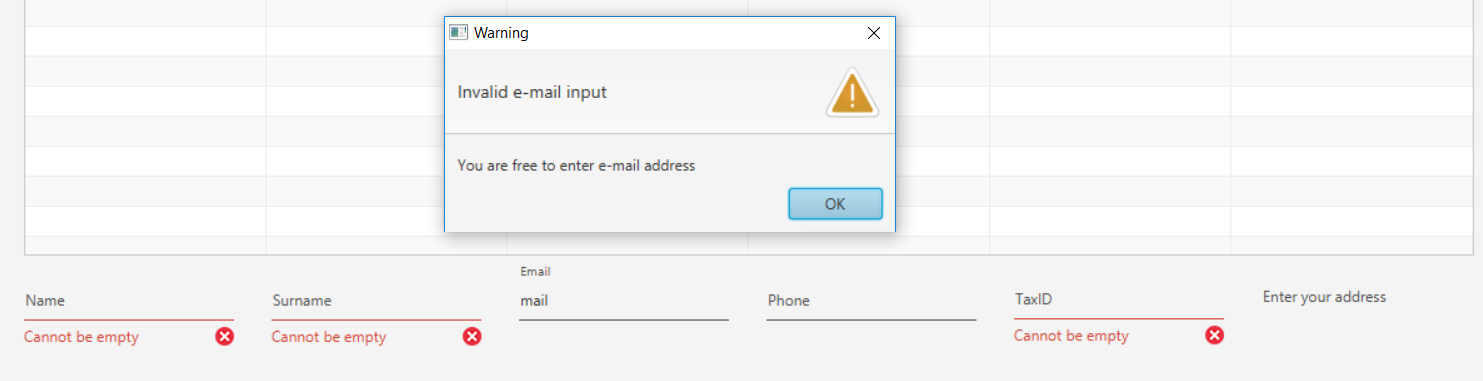 Warning
Invalid e-mail input
You are free to enter e-mail address
OK
Email
Name Surname mail Phone TaxID Enter your address
Cannot be empty Cannot be empty Cannot be empty